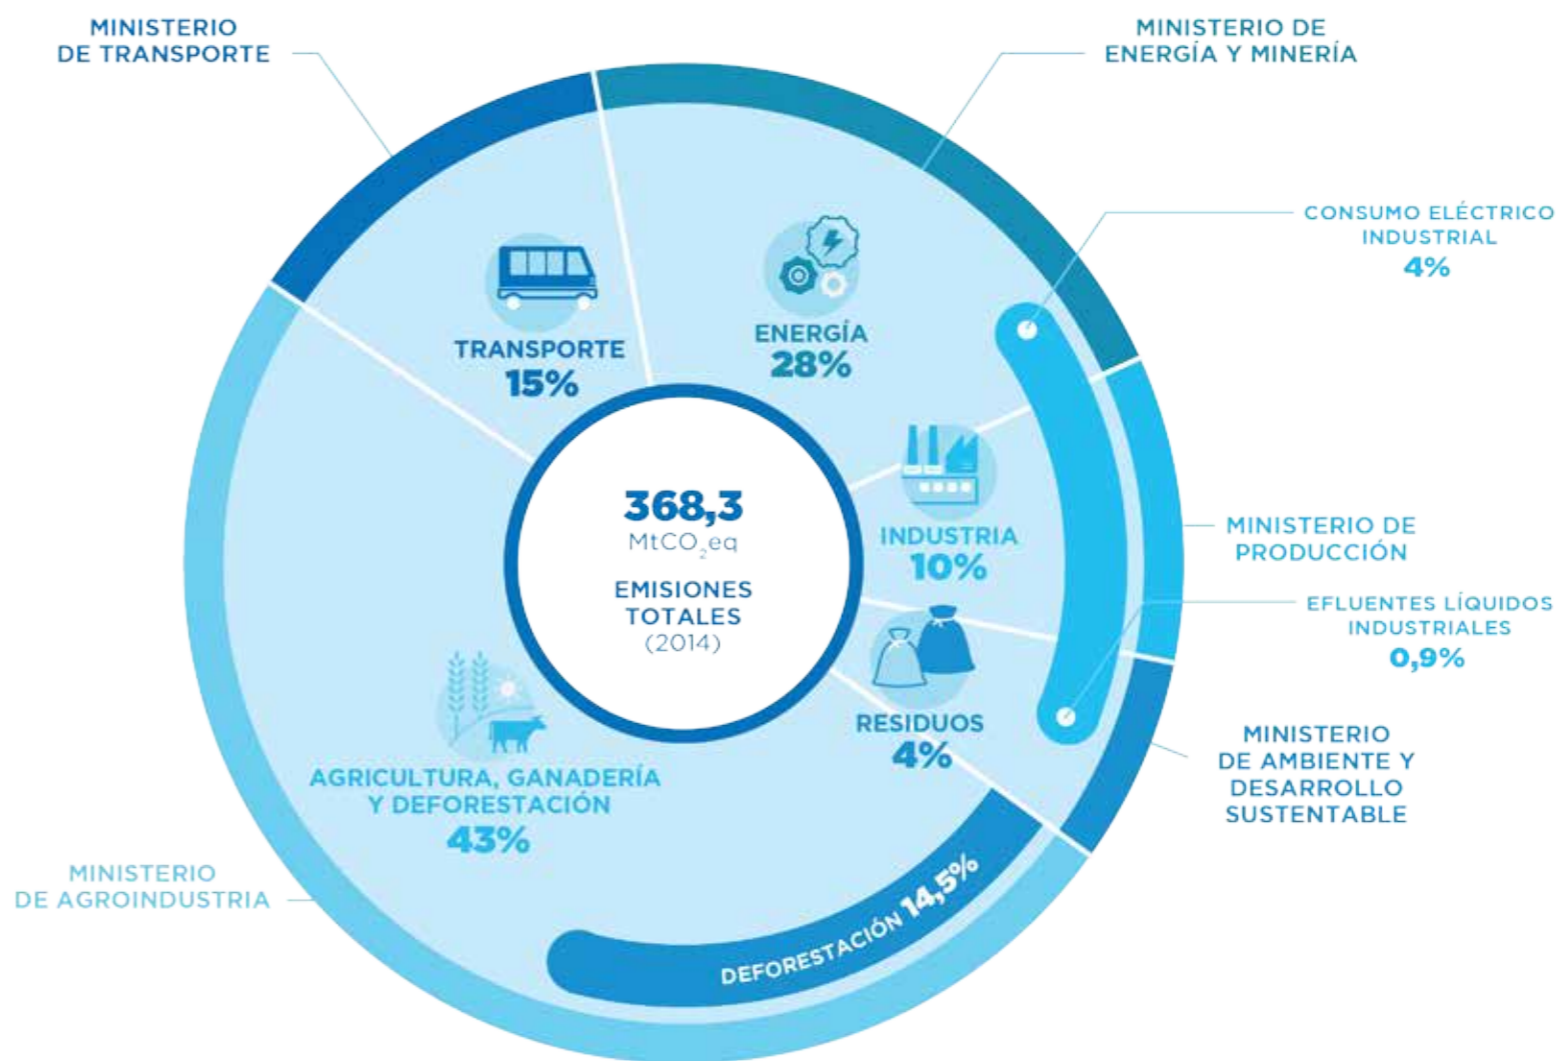 MINISTERIO
DE TRANSPORTE
MINISTERIO DE
ENERGÍA Y MINERÍA
CONSUMO ELÉCTRICO
INDUSTRIAL
4%
TRANSPORTE
15%
ENERGÍA
28%
INDUSTRIA
10%
MINISTERIO DE
PRODUCCIÓN
368,3
MtCO₂eq
EMISIONES
TOTALES
(2014)
EFLUENTES LÍQUIDOS
INDUSTRIALES
0,9%
RESIDUOS
4%
MINISTERIO
DE AMBIENTE Y
DESARROLLO
SUSTENTABLE
AGRICULTURA, GANADERÍA
Y DEFORESTACIÓN
43%
MINISTERIO
DE AGROINDUSTRIA
DEFORESTACIÓN 14,5%